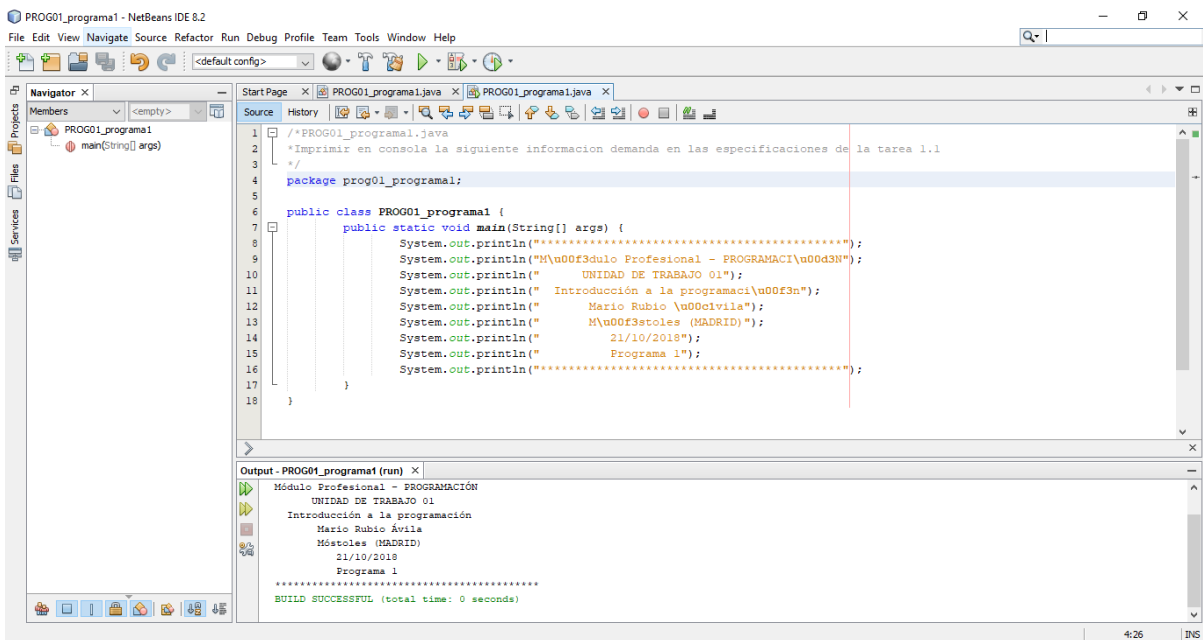 PROG01_programa1 - NetBeans IDE 8.2
File Edit View Navigate Source Refactor Run Debug Profile Team Tools Window Help
<default config>
Navigator
Members
<empty>
PROG01_programa1
main(String[] args)
Projects
Files
Services
Start Page PROG01_programa1.java PROG01_programa1.java
Source History
1 /*PROG01_programa1.java
2 *Imprimir en consola la siguiente informacion demanda en las especificaciones de la tarea 1.1
3 */
4 package prog01_programa1;
5
6 public class PROG01_programa1 {
7 public static void main(String[] args) {
8 System.out.println("*******************************************");
9 System.out.println("M\u00f3dulo Profesional - PROGRAMACI\u00d3N");
10 System.out.println("      UNIDAD DE TRABAJO 01");
11 System.out.println("  Introducción a la programaci\u00f3n");
12 System.out.println("       Mario Rubio \u00c1vila");
13 System.out.println("       M\u00f3stoles (MADRID)");
14 System.out.println("          21/10/2018");
15 System.out.println("          Programa 1");
16 System.out.println("*******************************************");
17 }
18 }
Output - PROG01_programa1 (run)
Módulo Profesional - PROGRAMACIÓN
UNIDAD DE TRABAJO 01
Introducción a la programación
Mario Rubio Ávila
Móstoles (MADRID)
21/10/2018
Programa 1
*******************************************
BUILD SUCCESSFUL (total time: 0 seconds)
4:26 INS